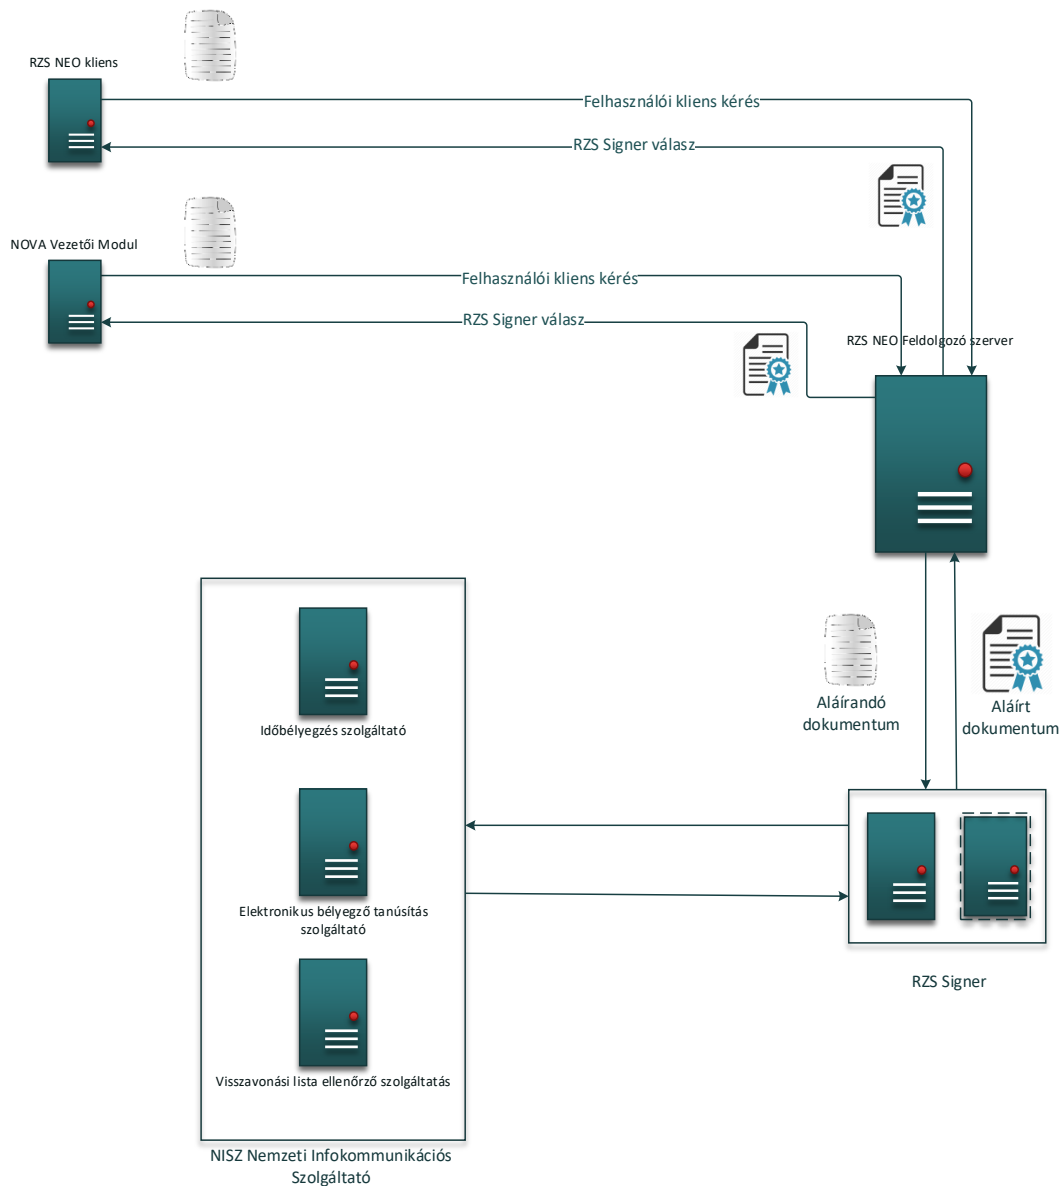 RZS NEO kliens
Felhasználói kliens kérés
RZS Signer válasz
NOVA Vezetői Modul
Felhasználói kliens kérés
RZS Signer válasz
RZS NEO Feldolgozó szerver
Aláírandó
dokumentum
Aláírt
dokumentum
Időbélyegzés szolgáltató
Elektronikus bélyegző tanúsítás
szolgáltató
Visszavonási lista ellenőrző szolgáltatás
RZS Signer
NISZ Nemzeti Infokommunikációs
Szolgáltató